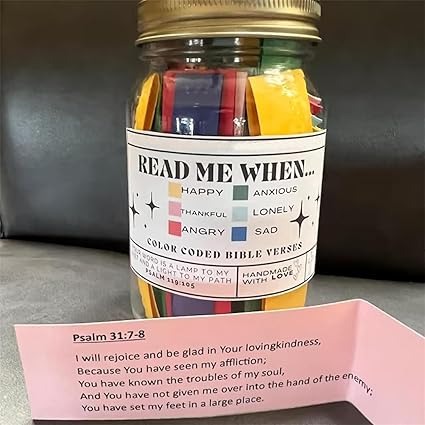 READ ME WHEN...
HAPPY ANXIOUS
THANKFUL LONELY
ANGRY SAD
COLOR CODED BIBLE VERSES
WORD IS A LAMP TO MY
AND A LIGHT TO MY PATH
PSALM 119:105
HANDMADE
WITH LOVE
Psalm 31:7-8
I will rejoice and be glad in Your lovingkindness,
Because You have seen my affliction;
You have known the troubles of my soul,
And You have not given me over into the hand of the enemy;
You have set my feet in a large place.